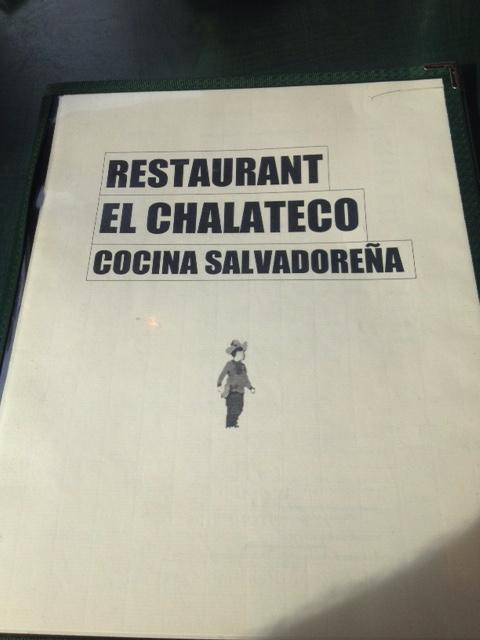 RESTAURANT
EL CHALATECO
COCINA SALVADOREÑA